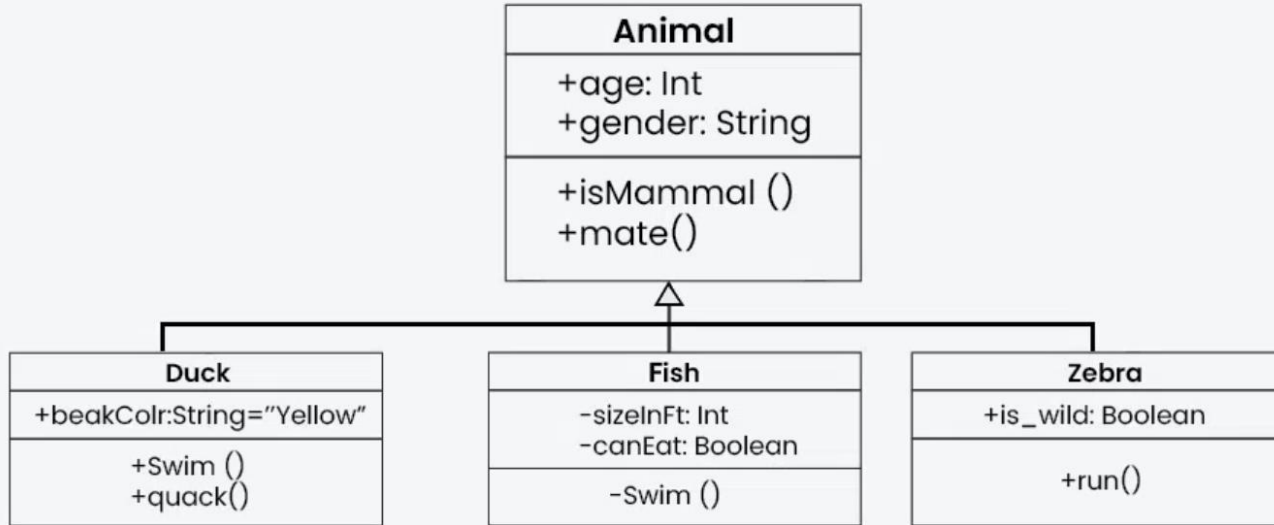 Animal
+age: Int
+gender: String
+isMammal ()
+mate()
Duck
+beakColr:String=”Yellow”
+Swim ()
+quack()
Fish
-sizeInFt: Int
-canEat: Boolean
-Swim ()
Zebra
+is_wild: Boolean
+run()